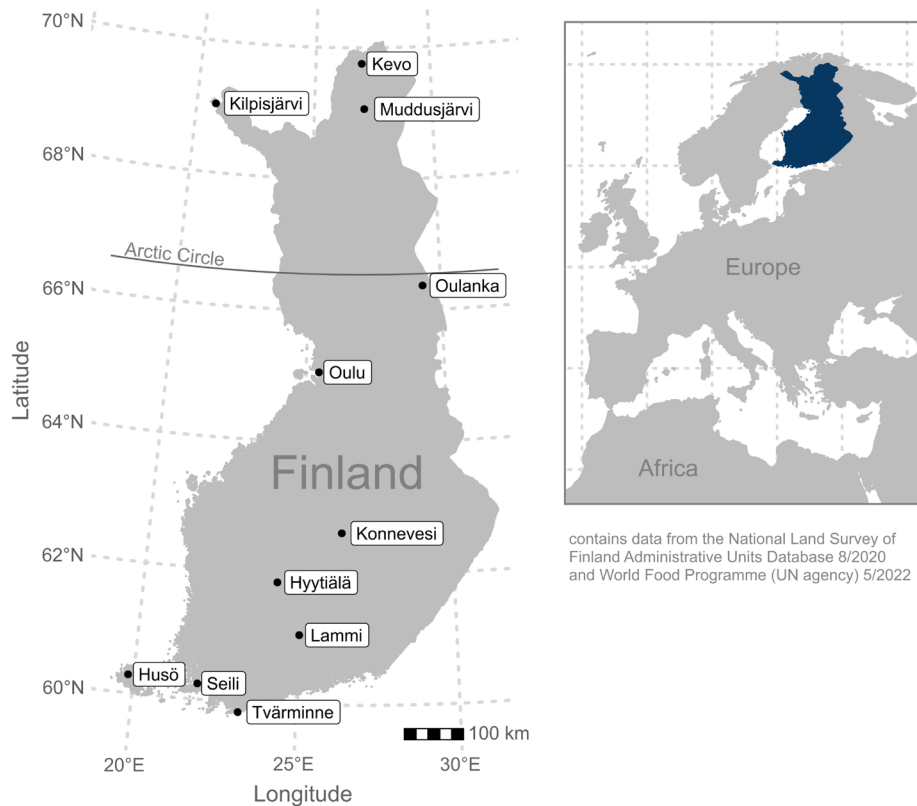 70°N
Kevo
Kilpisjärvi
Muddusjärvi
68°N
Arctic Circle
66°N
Oulanka
Oulu
Latitude
64°N
Finland
Konnevesi
62°N
Hyytiälä
Lammi
Husö
Seili
60°N
Tvärminne
100 km
20°E
25°E
30°E
Longitude
Europe
Africa
contains data from the National Land Survey of
Finland Administrative Units Database 8/2020
and World Food Programme (UN agency) 5/2022